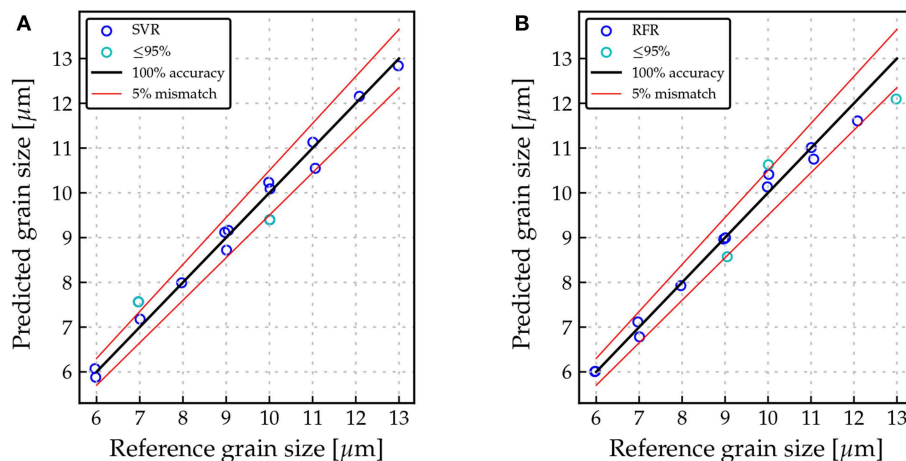 A
SVR
≤95%
100% accuracy
5% mismatch
Predicted grain size [μm]
13
12
11
10
9
8
7
6
6 7 8 9 10 11 12 13
Reference grain size [μm]
B
RFR
≤95%
100% accuracy
5% mismatch
Predicted grain size [μm]
13
12
11
10
9
8
7
6
6 7 8 9 10 11 12 13
Reference grain size [μm]